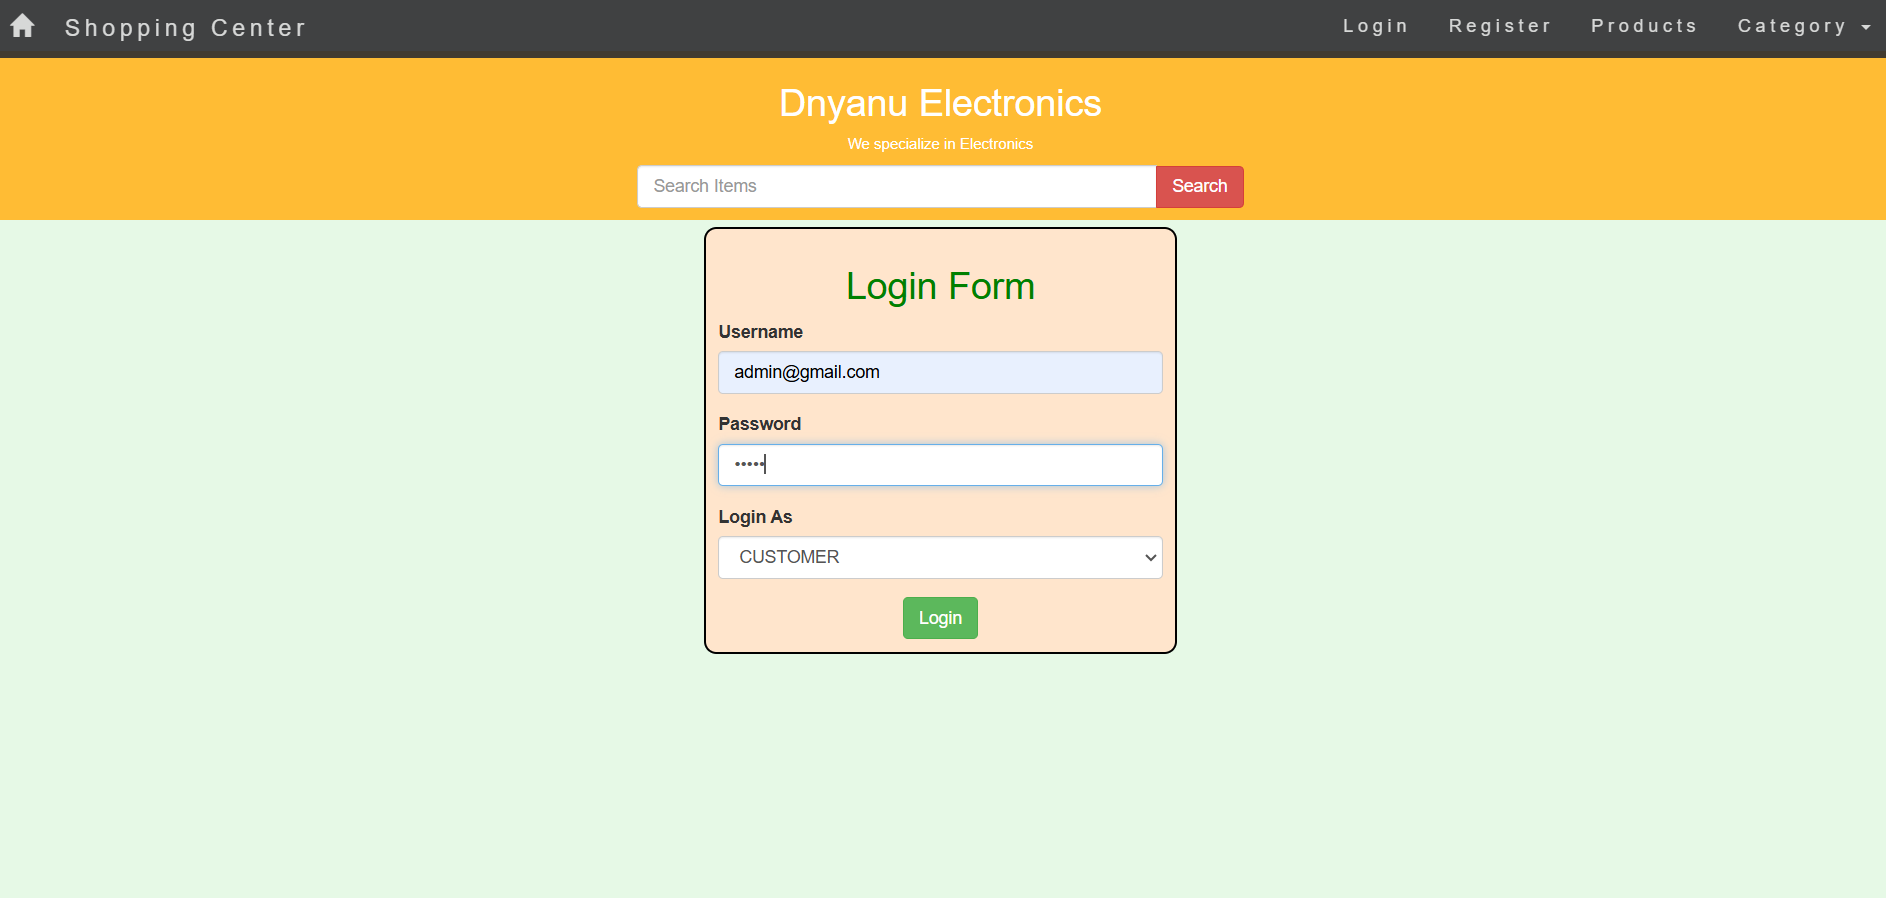 Shopping Center Login Register Products Category
Dnyanu Electronics
We specialize in Electronics
Search Items Search
Login Form
Username
admin@gmail.com
Password
•••••
Login As
CUSTOMER
Login